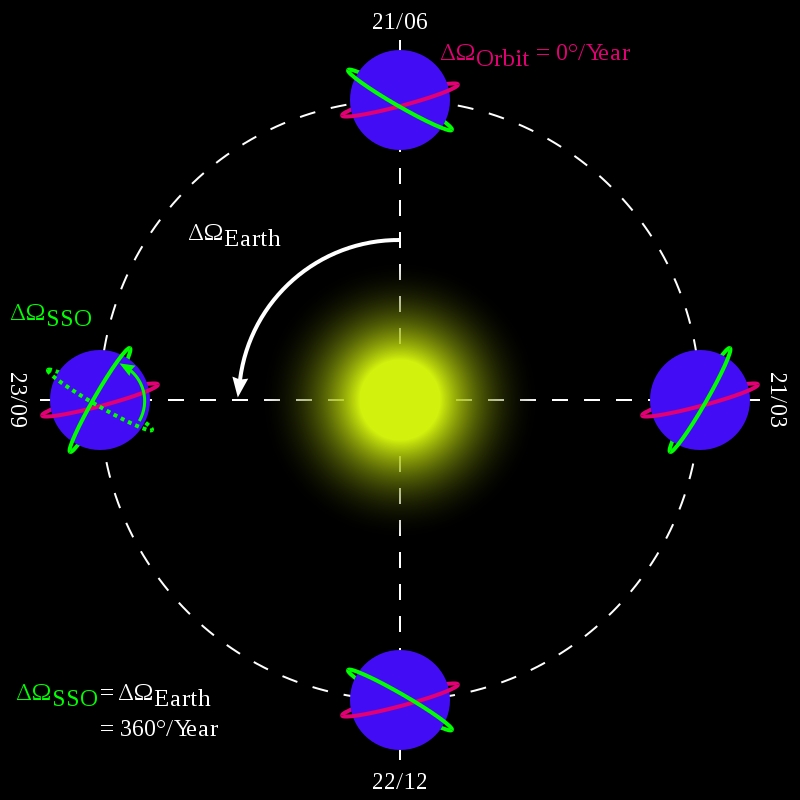 21/06
ΔΩOrbit = 0°/Year
ΔΩEarth
ΔΩSSO
23/09
21/03
ΔΩSSO = ΔΩEarth
= 360°/Year
22/12